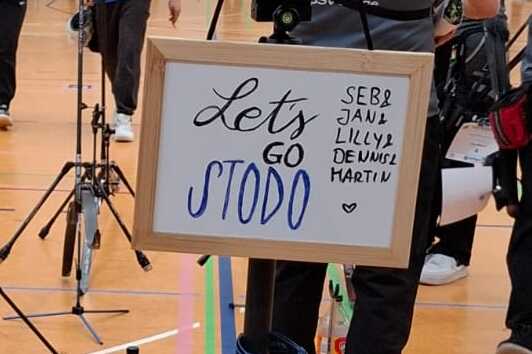 Let's
GO
STODO
SEB&
JAN&
LILLY&
DENNIS&
MARTIN
♡